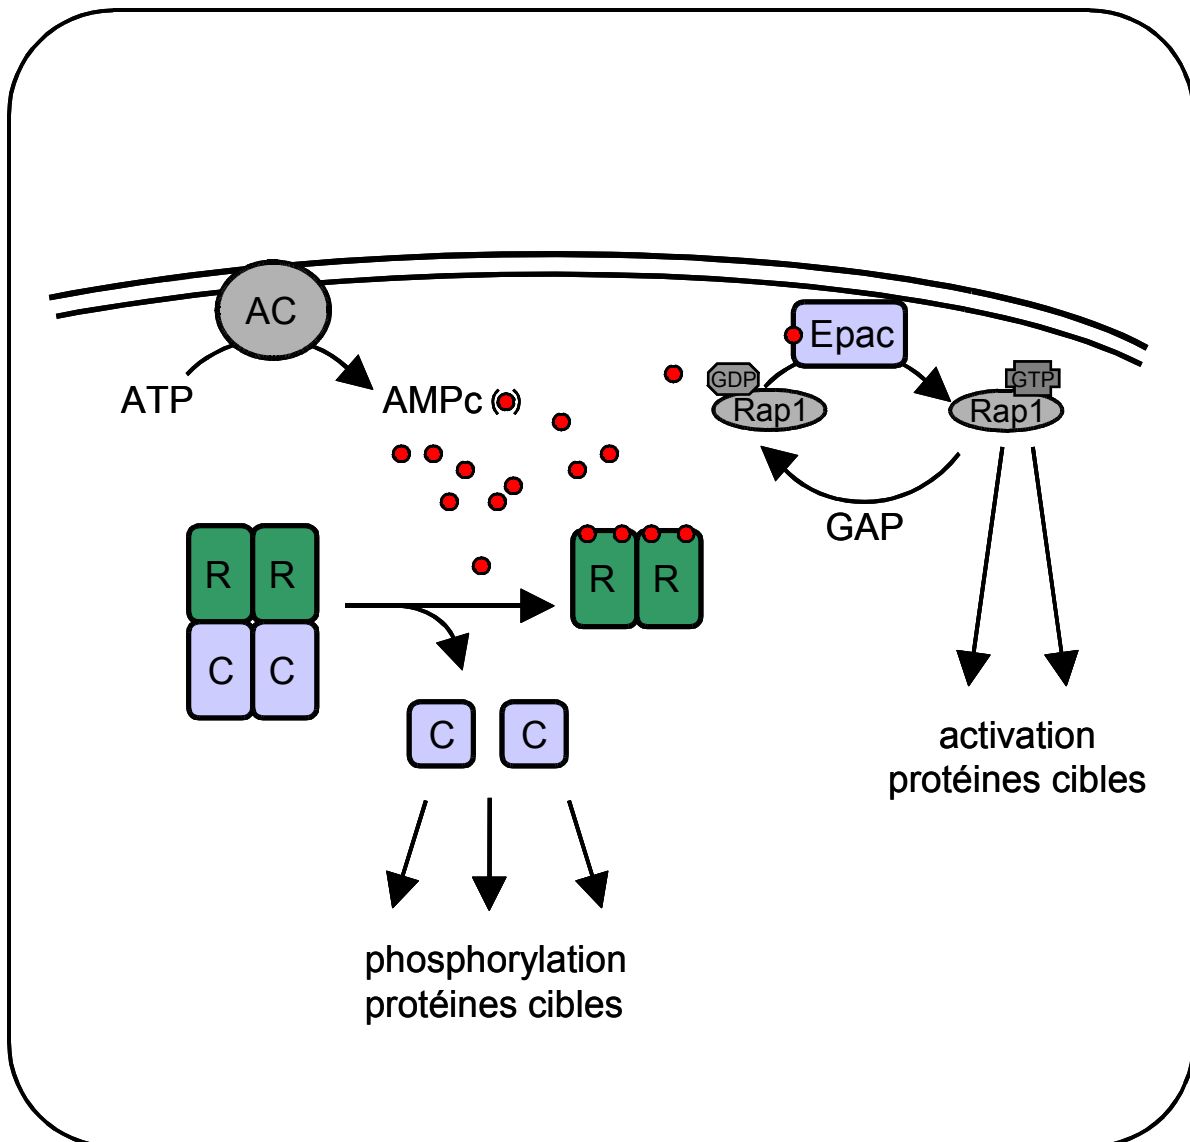 AC
ATP
AMPc
Epac
GDP
Rap1
GTP
Rap1
GAP
R R
C C
R R
C C
activation
protéines cibles
phosphorylation
protéines cibles